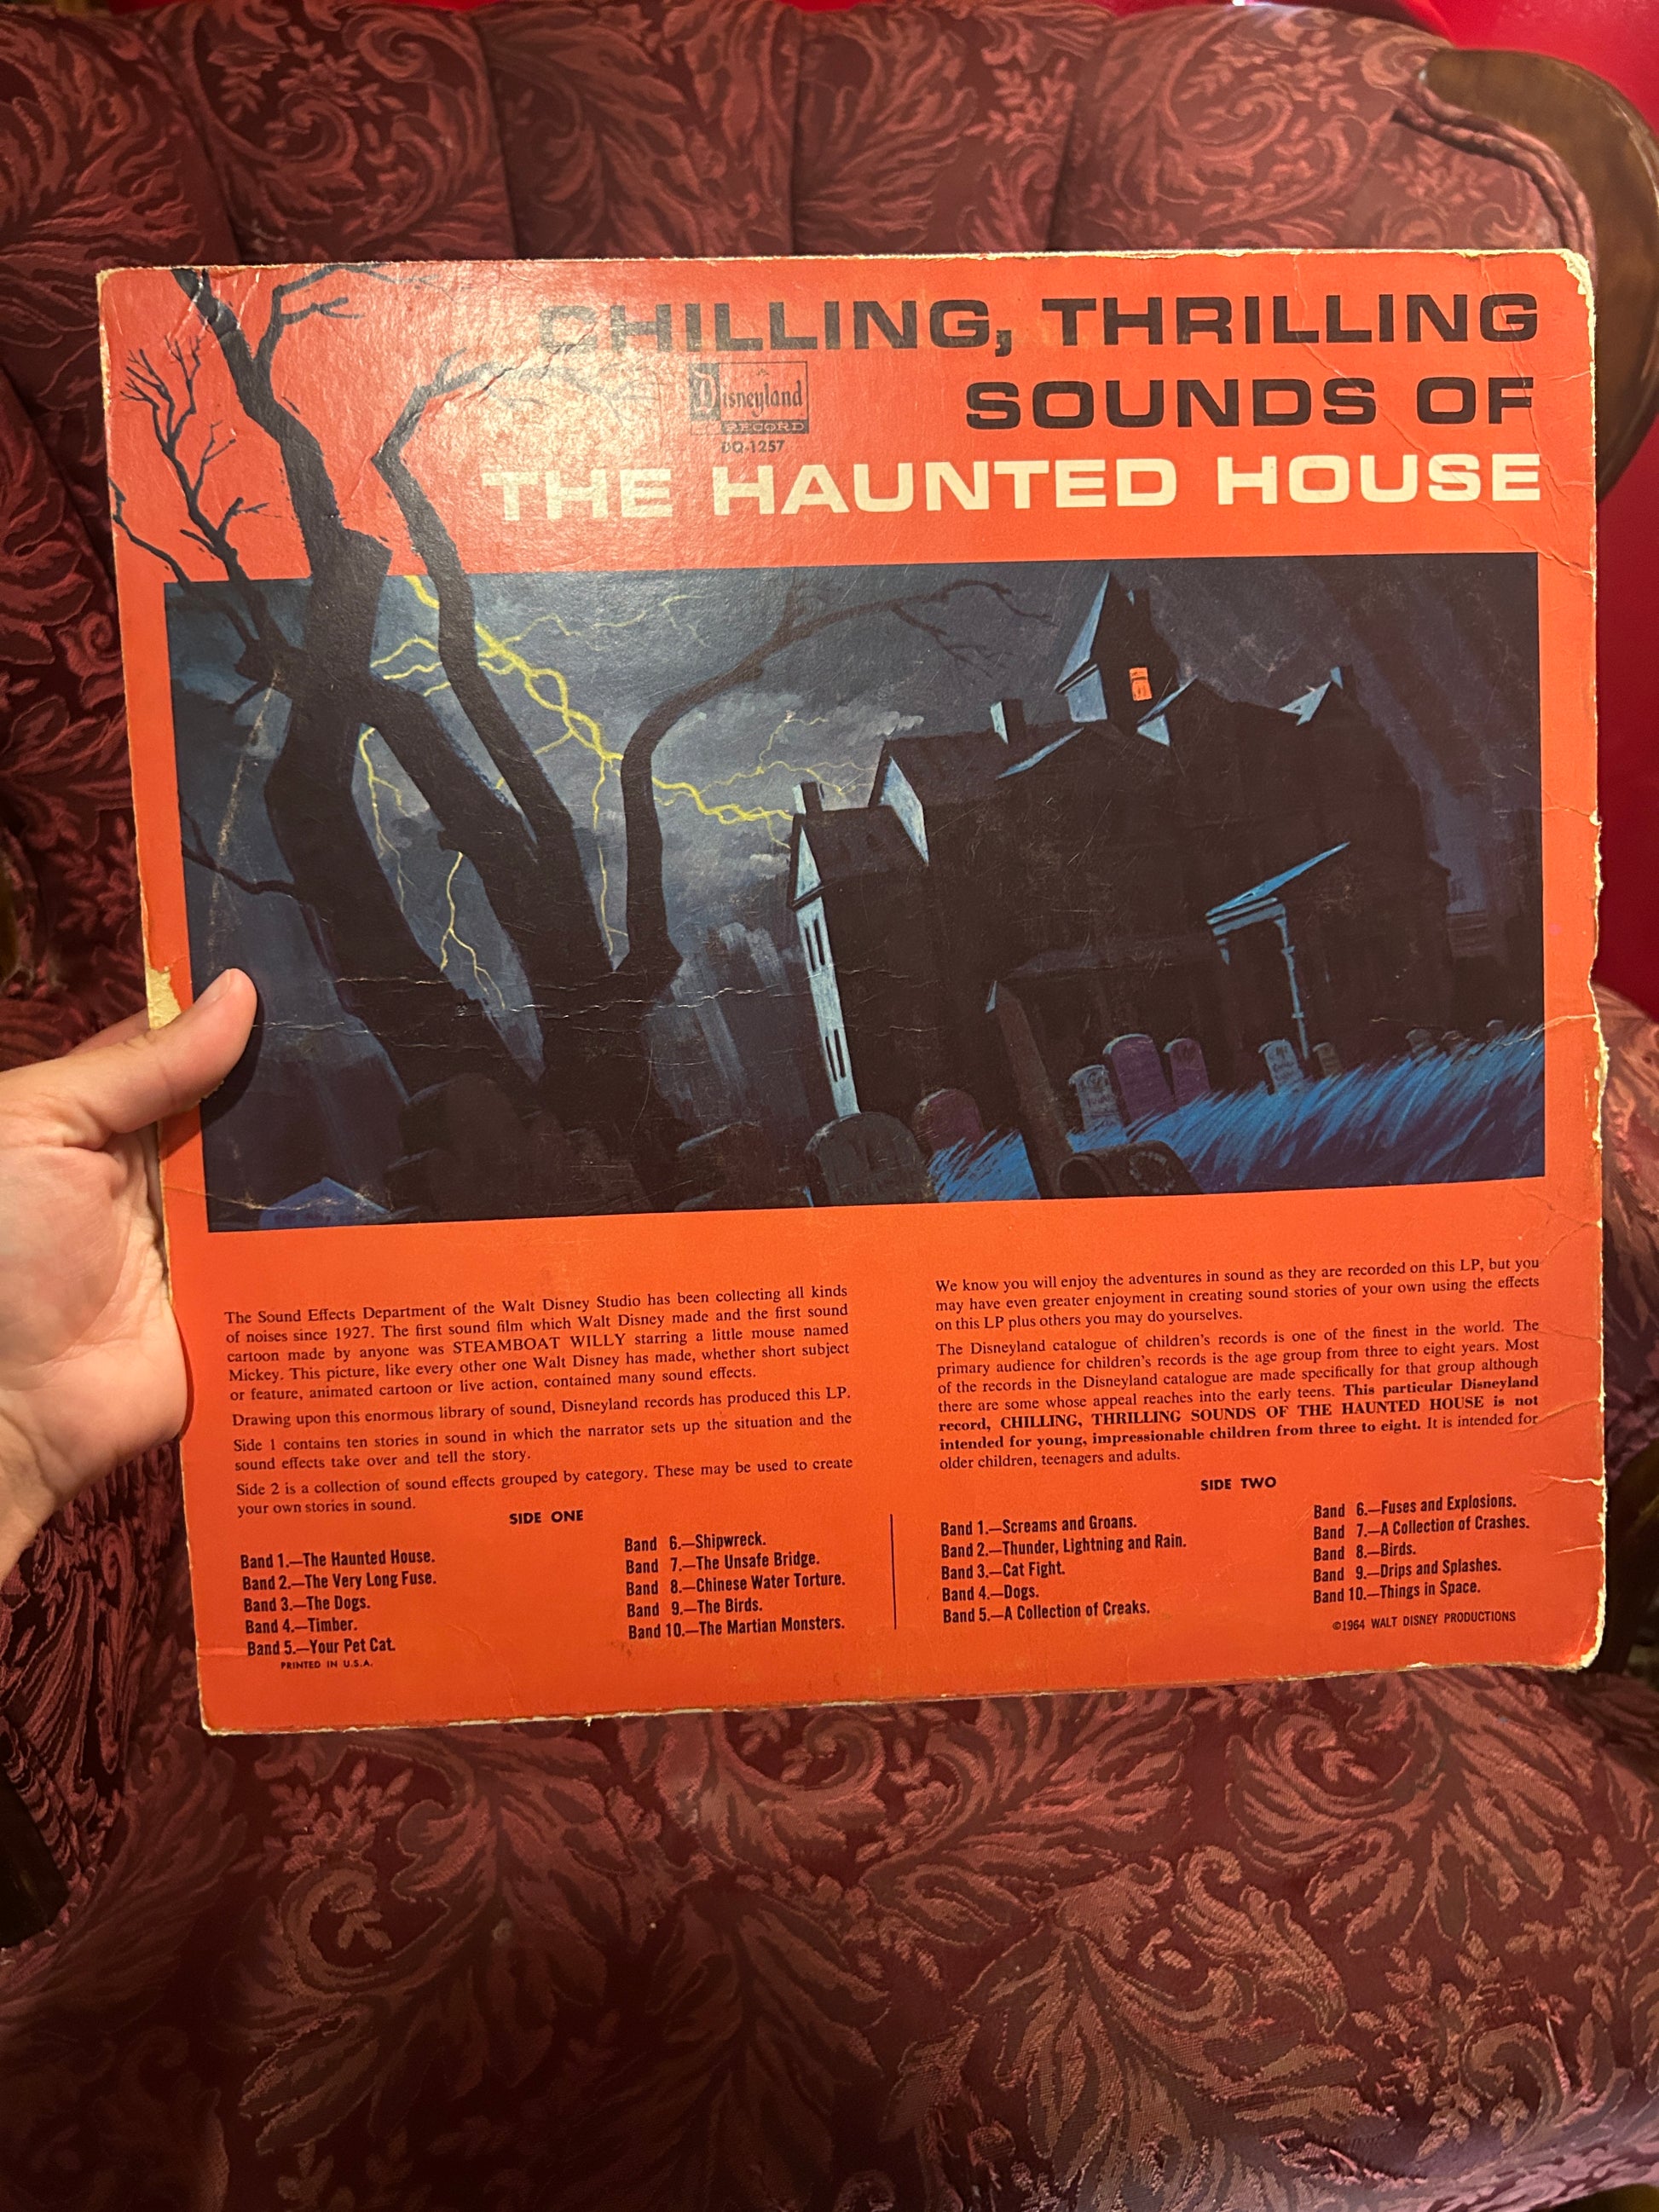 CHILLING, THRILLING
SOUNDS OF
Disneyland
RECORD
DQ-1257
THE HAUNTED HOUSE
The Sound Effects Department of the Walt Disney Studio has been collecting all kinds
of noises since 1927. The first sound film which Walt Disney made and the first sound
cartoon made by anyone was STEAMBOAT WILLY starring a little mouse named
Mickey. This picture, like every other one Walt Disney has made, whether short subject
or feature, animated cartoon or live action, contained many sound effects.
Drawing upon this enormous library of sound, Disneyland records has produced this LP.
Side 1 contains ten stories in sound in which the narrator sets up the situation and the
sound effects take over and tell the story.
Side 2 is a collection of sound effects grouped by category. These may be used to create
your own stories in sound.
We know you will enjoy the adventures in sound as they are recorded on this LP, but you
may have even greater enjoyment in creating sound stories of your own using the effects
on this LP plus others you may do yourselves.
The Disneyland catalogue of children's records is one of the finest in the world. The
primary audience for children's records is the age group from three to eight years. Most
of the records in the Disneyland catalogue are made specifically for that group although
there are some whose appeal reaches into the early teens. This particular Disneyland
record, CHILLING, THRILLING SOUNDS OF THE HAUNTED HOUSE is not
intended for young, impressionable children from three to eight. It is intended for
older children, teenagers and adults.
SIDE ONE
Band 1.—The Haunted House.
Band 2.—The Very Long Fuse.
Band 3.—The Dogs.
Band 4.—Timber.
Band 5.—Your Pet Cat.
PRINTED IN U.S.A.
Band 6.—Shipwreck.
Band 7.—The Unsafe Bridge.
Band 8.—Chinese Water Torture.
Band 9.—The Birds.
Band 10.—The Martian Monsters.
SIDE TWO
Band 1.—Screams and Groans.
Band 2.—Thunder, Lightning and Rain.
Band 3.—Cat Fight.
Band 4.—Dogs.
Band 5.—A Collection of Creaks.
Band 6.—Fuses and Explosions.
Band 7.—A Collection of Crashes.
Band 8.—Birds.
Band 9.—Drips and Splashes.
Band 10.—Things in Space.
©1964 WALT DISNEY PRODUCTIONS